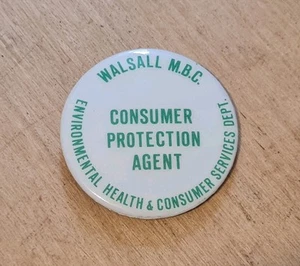 WALSALL M.B.C.
CONSUMER
PROTECTION
AGENT
ENVIRONMENTAL HEALTH & CONSUMER SERVICES DEPT.